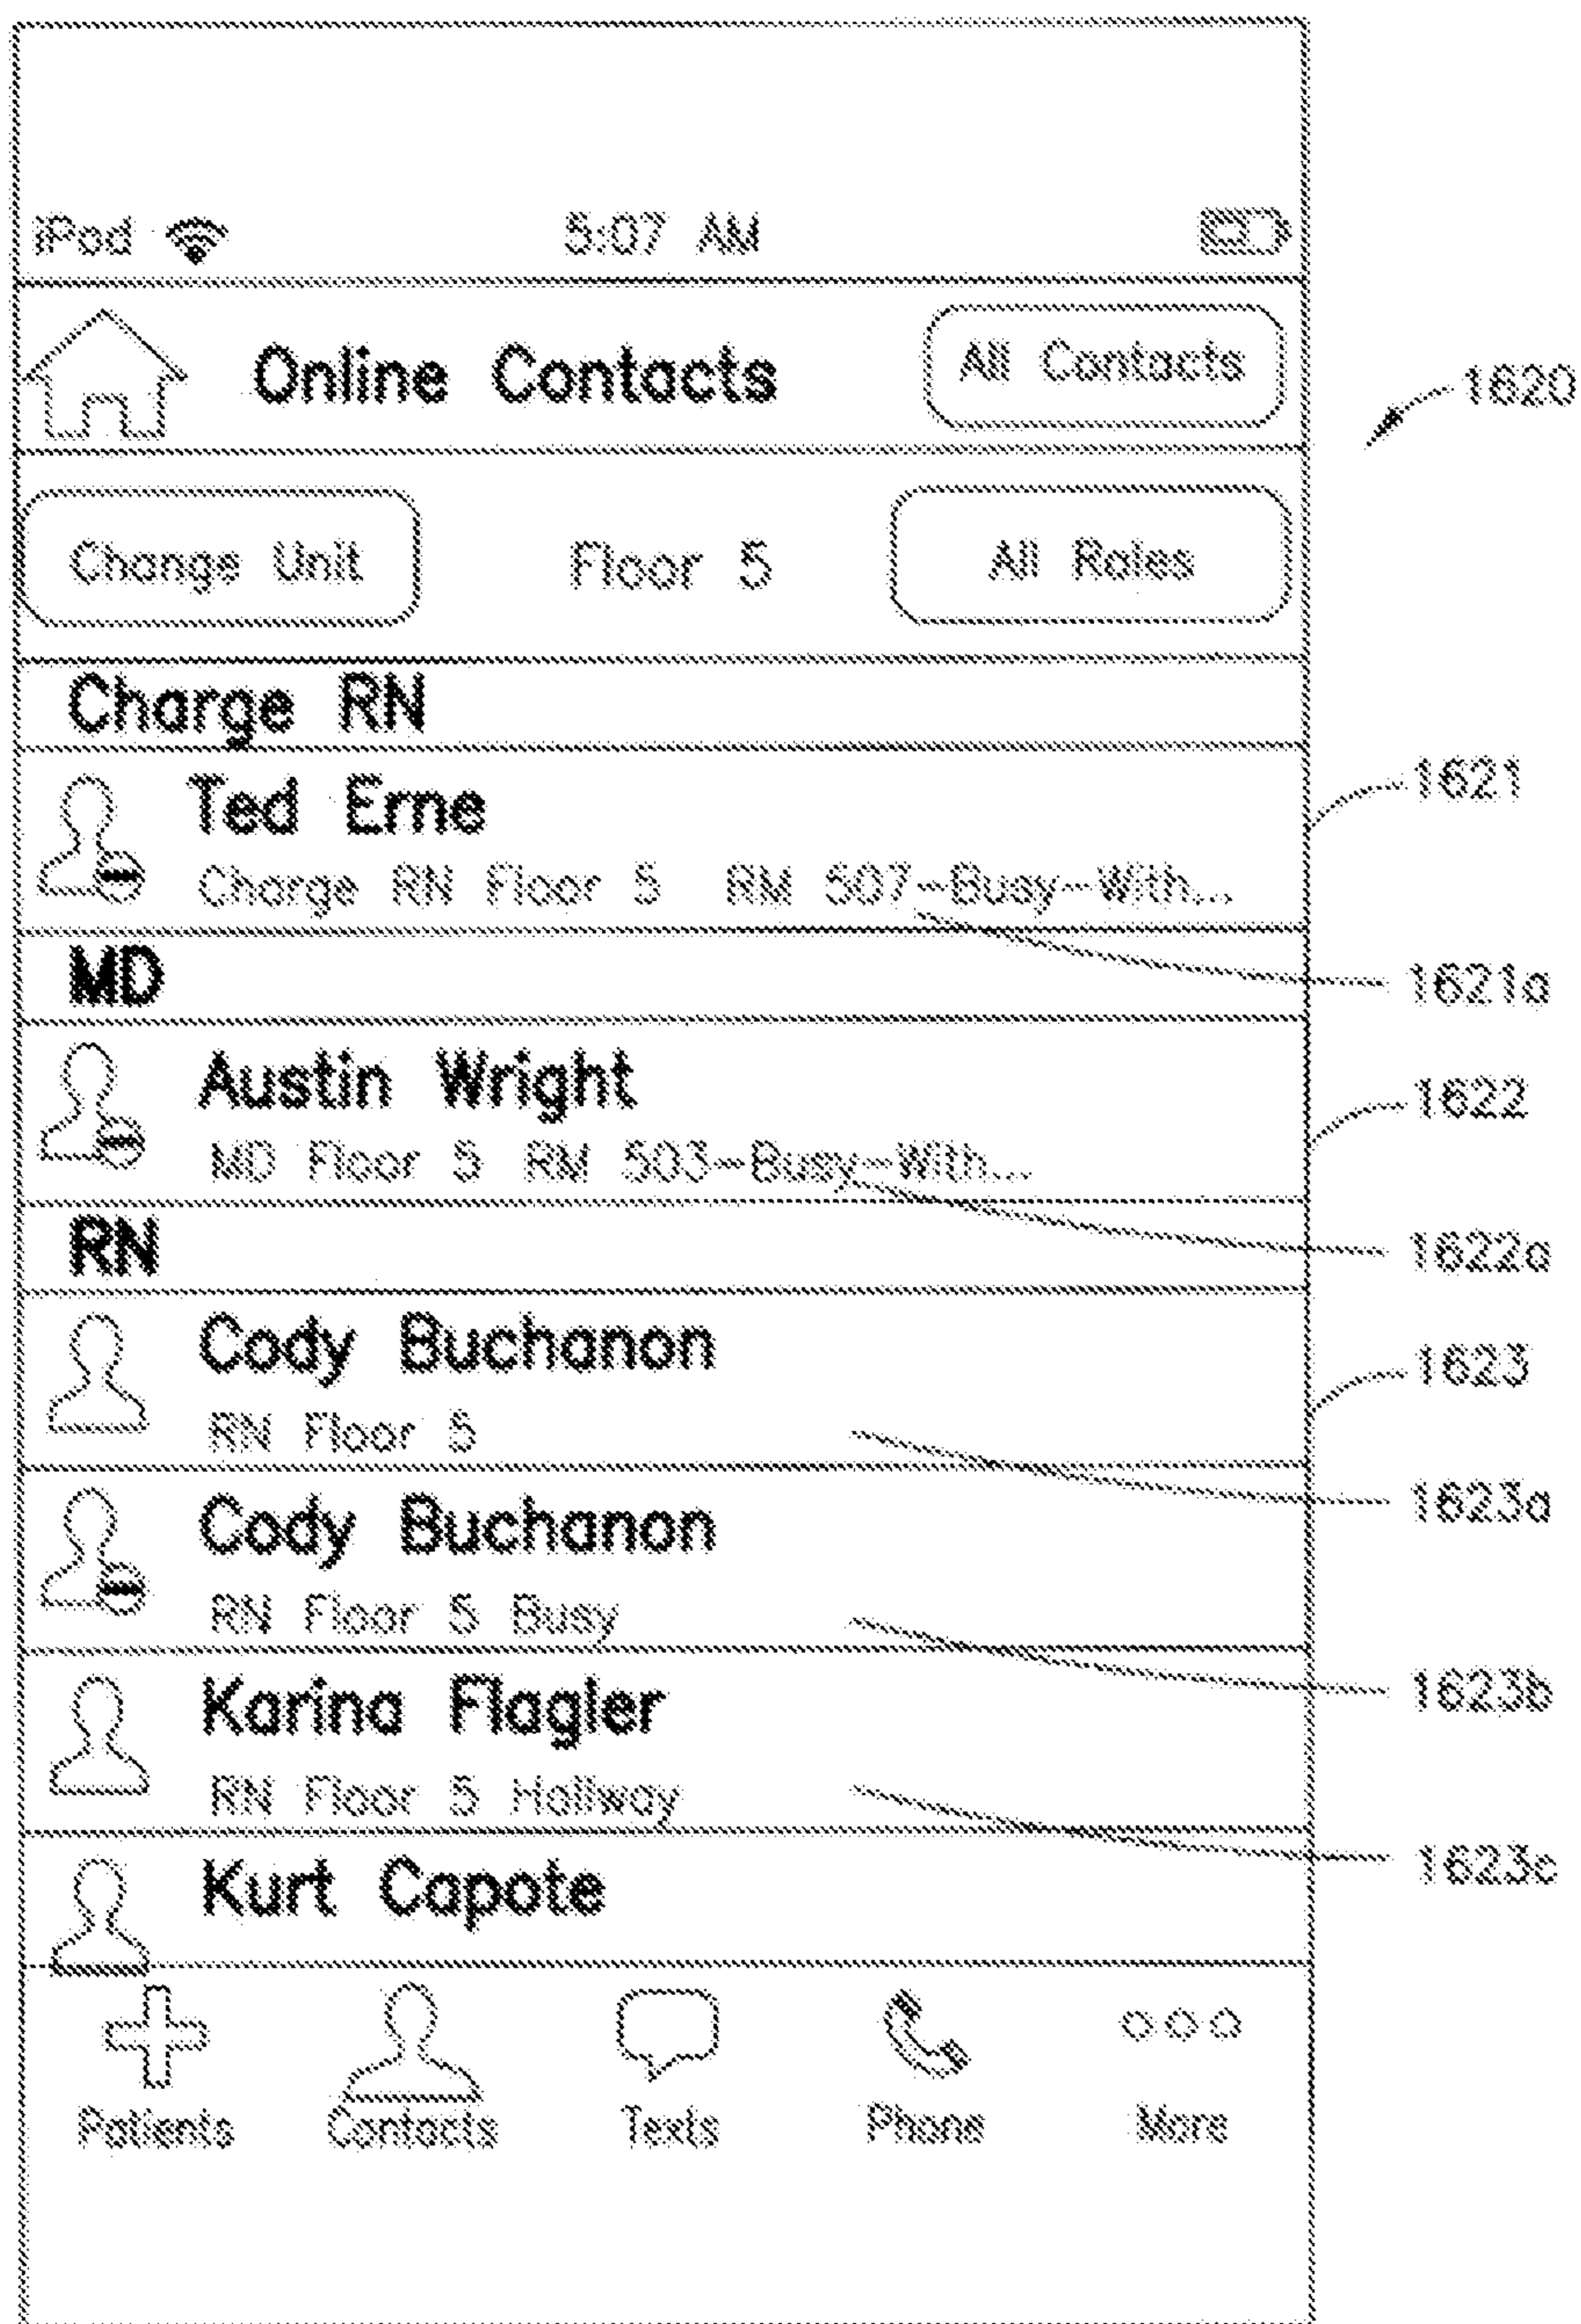 iPod 5:07 AM
Online Contacts All Contacts
1620
Change Unit Floor 5 All Roles
Charge RN
Ted Erne 1621
Charge RN Floor 5 RM 507-Busy-With...
MD 1621a
Austin Wright 1622
MD Floor 5 RM 503-Busy-With...
RN 1622a
Cody Buchanon 1623
RN Floor 5
1623a
Cody Buchanon
RN Floor 5 Busy
1623b
Karina Flagler
RN Floor 5 Hallway
1623c
Kurt Capote
Patients Contacts Texts Phone More